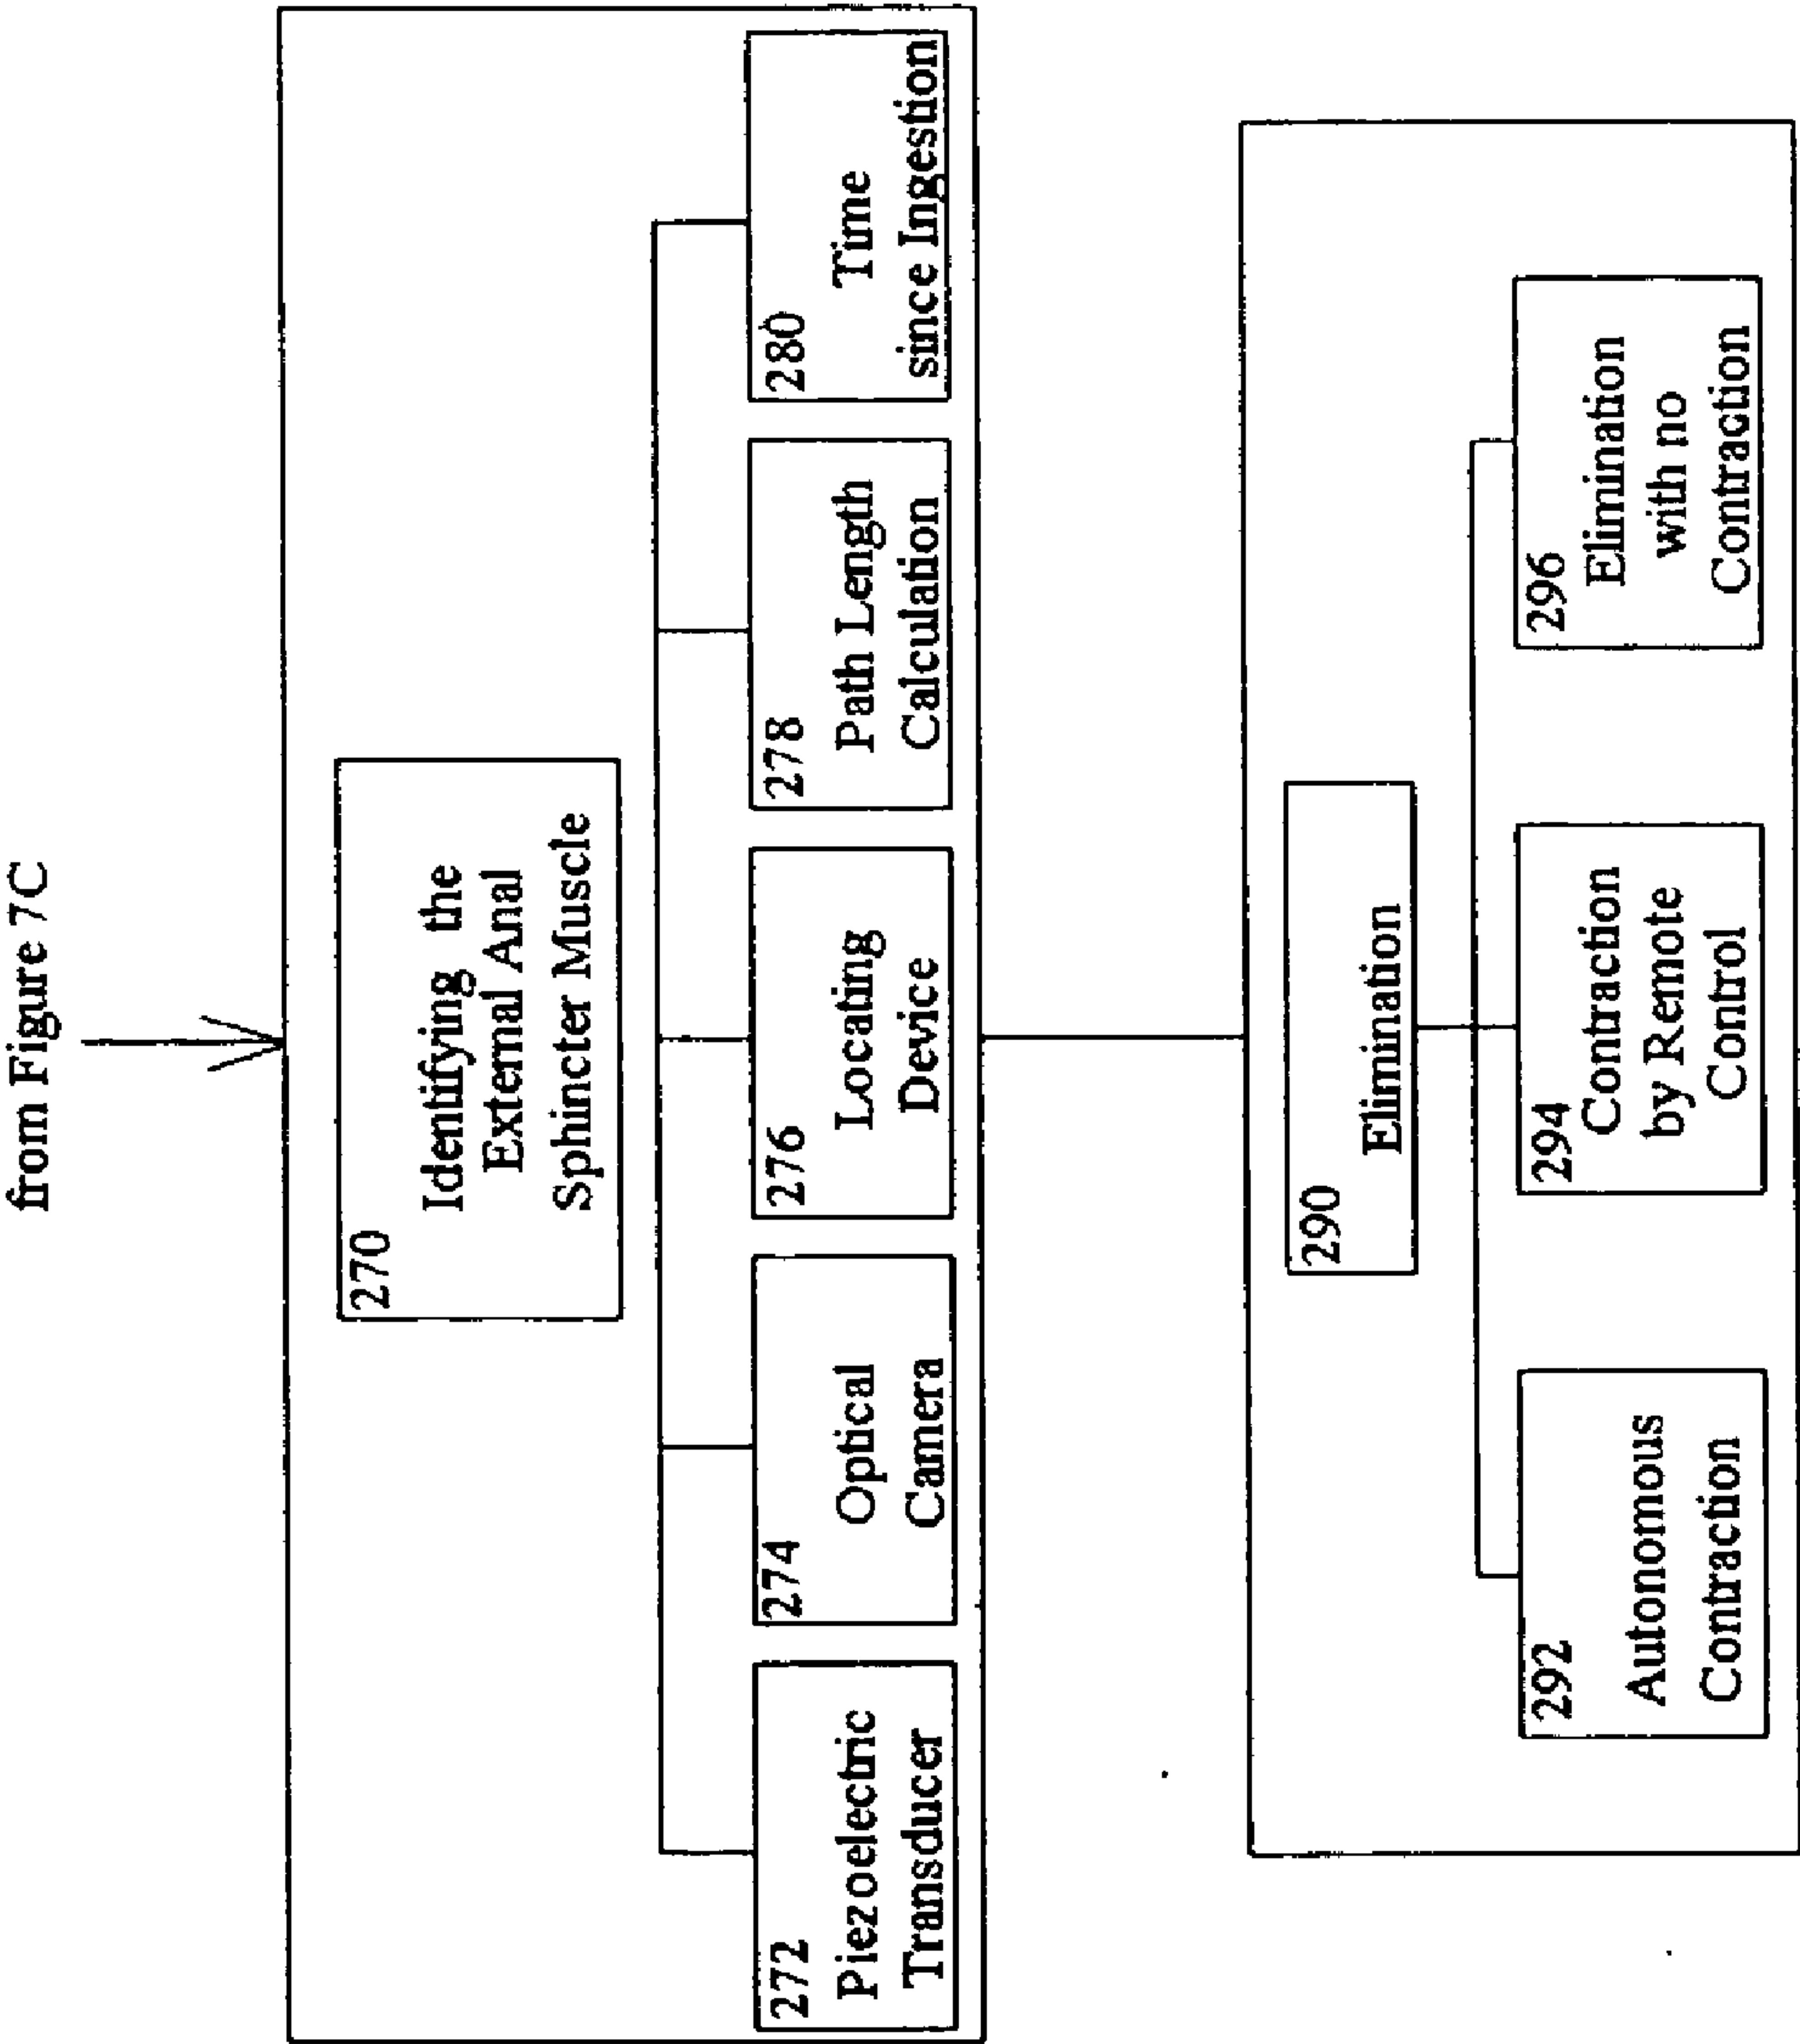 from Figure 7C
270
Identifying the
External Anal
Sphincter Muscle
272
Piezoelectric
Transducer
274
Optical
Camera
276
Locating
Device
278
Path Length
Calculation
280
Time
since Ingestion
290
Elimination
292
Autonomous
Contraction
294
Contraction
by Remote
Control
296
Elimination
with no
Contraction